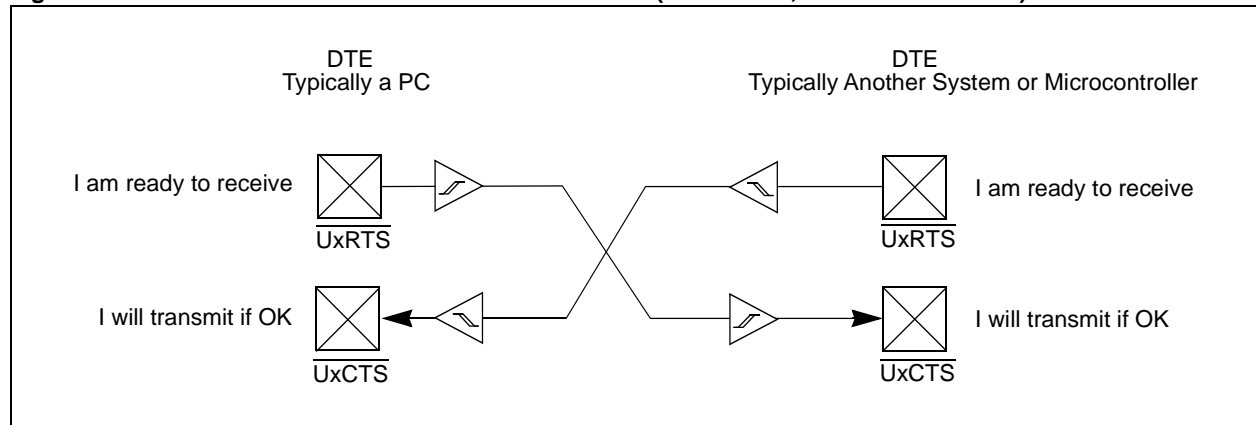 DTE
Typically a PC
DTE
Typically Another System or Microcontroller
I am ready to receive
UxRTS
I am ready to receive
UxRTS
I will transmit if OK
UxCTS
I will transmit if OK
UxCTS